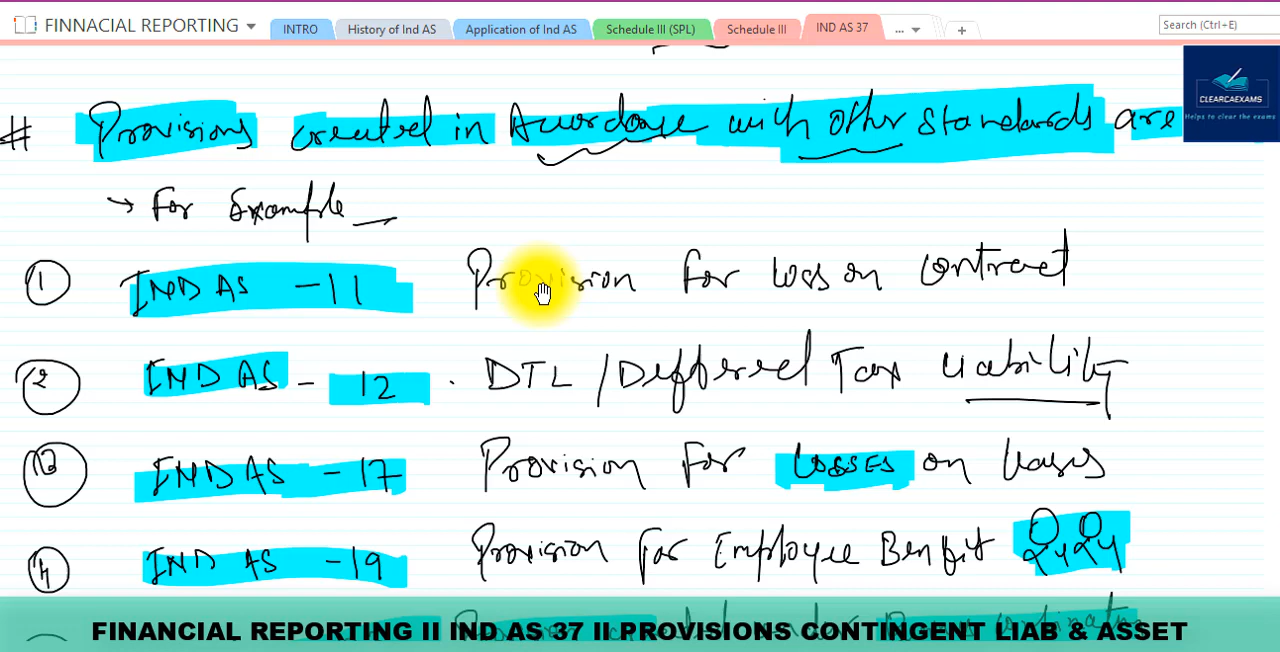 FINNACIAL REPORTING
INTRO
History of Ind AS
Application of Ind AS
Schedule III (SPL)
Schedule III
IND AS 37
...
+
Search (Ctrl+E)
CLEARCAEXAMS
Helps to clear the exams
# Provisions created in Accordance with other Standards are
→ For Example —
① IND AS -11 Provision for loss on contract
② IND AS - 12 . DTL / Deffered Tax Liability
IND AS -17 Provision for LOSSES on leases
④ IND AS -19 Provision for Employee Benefit
FINANCIAL REPORTING II IND AS 37 II PROVISIONS CONTINGENT LIAB & ASSET